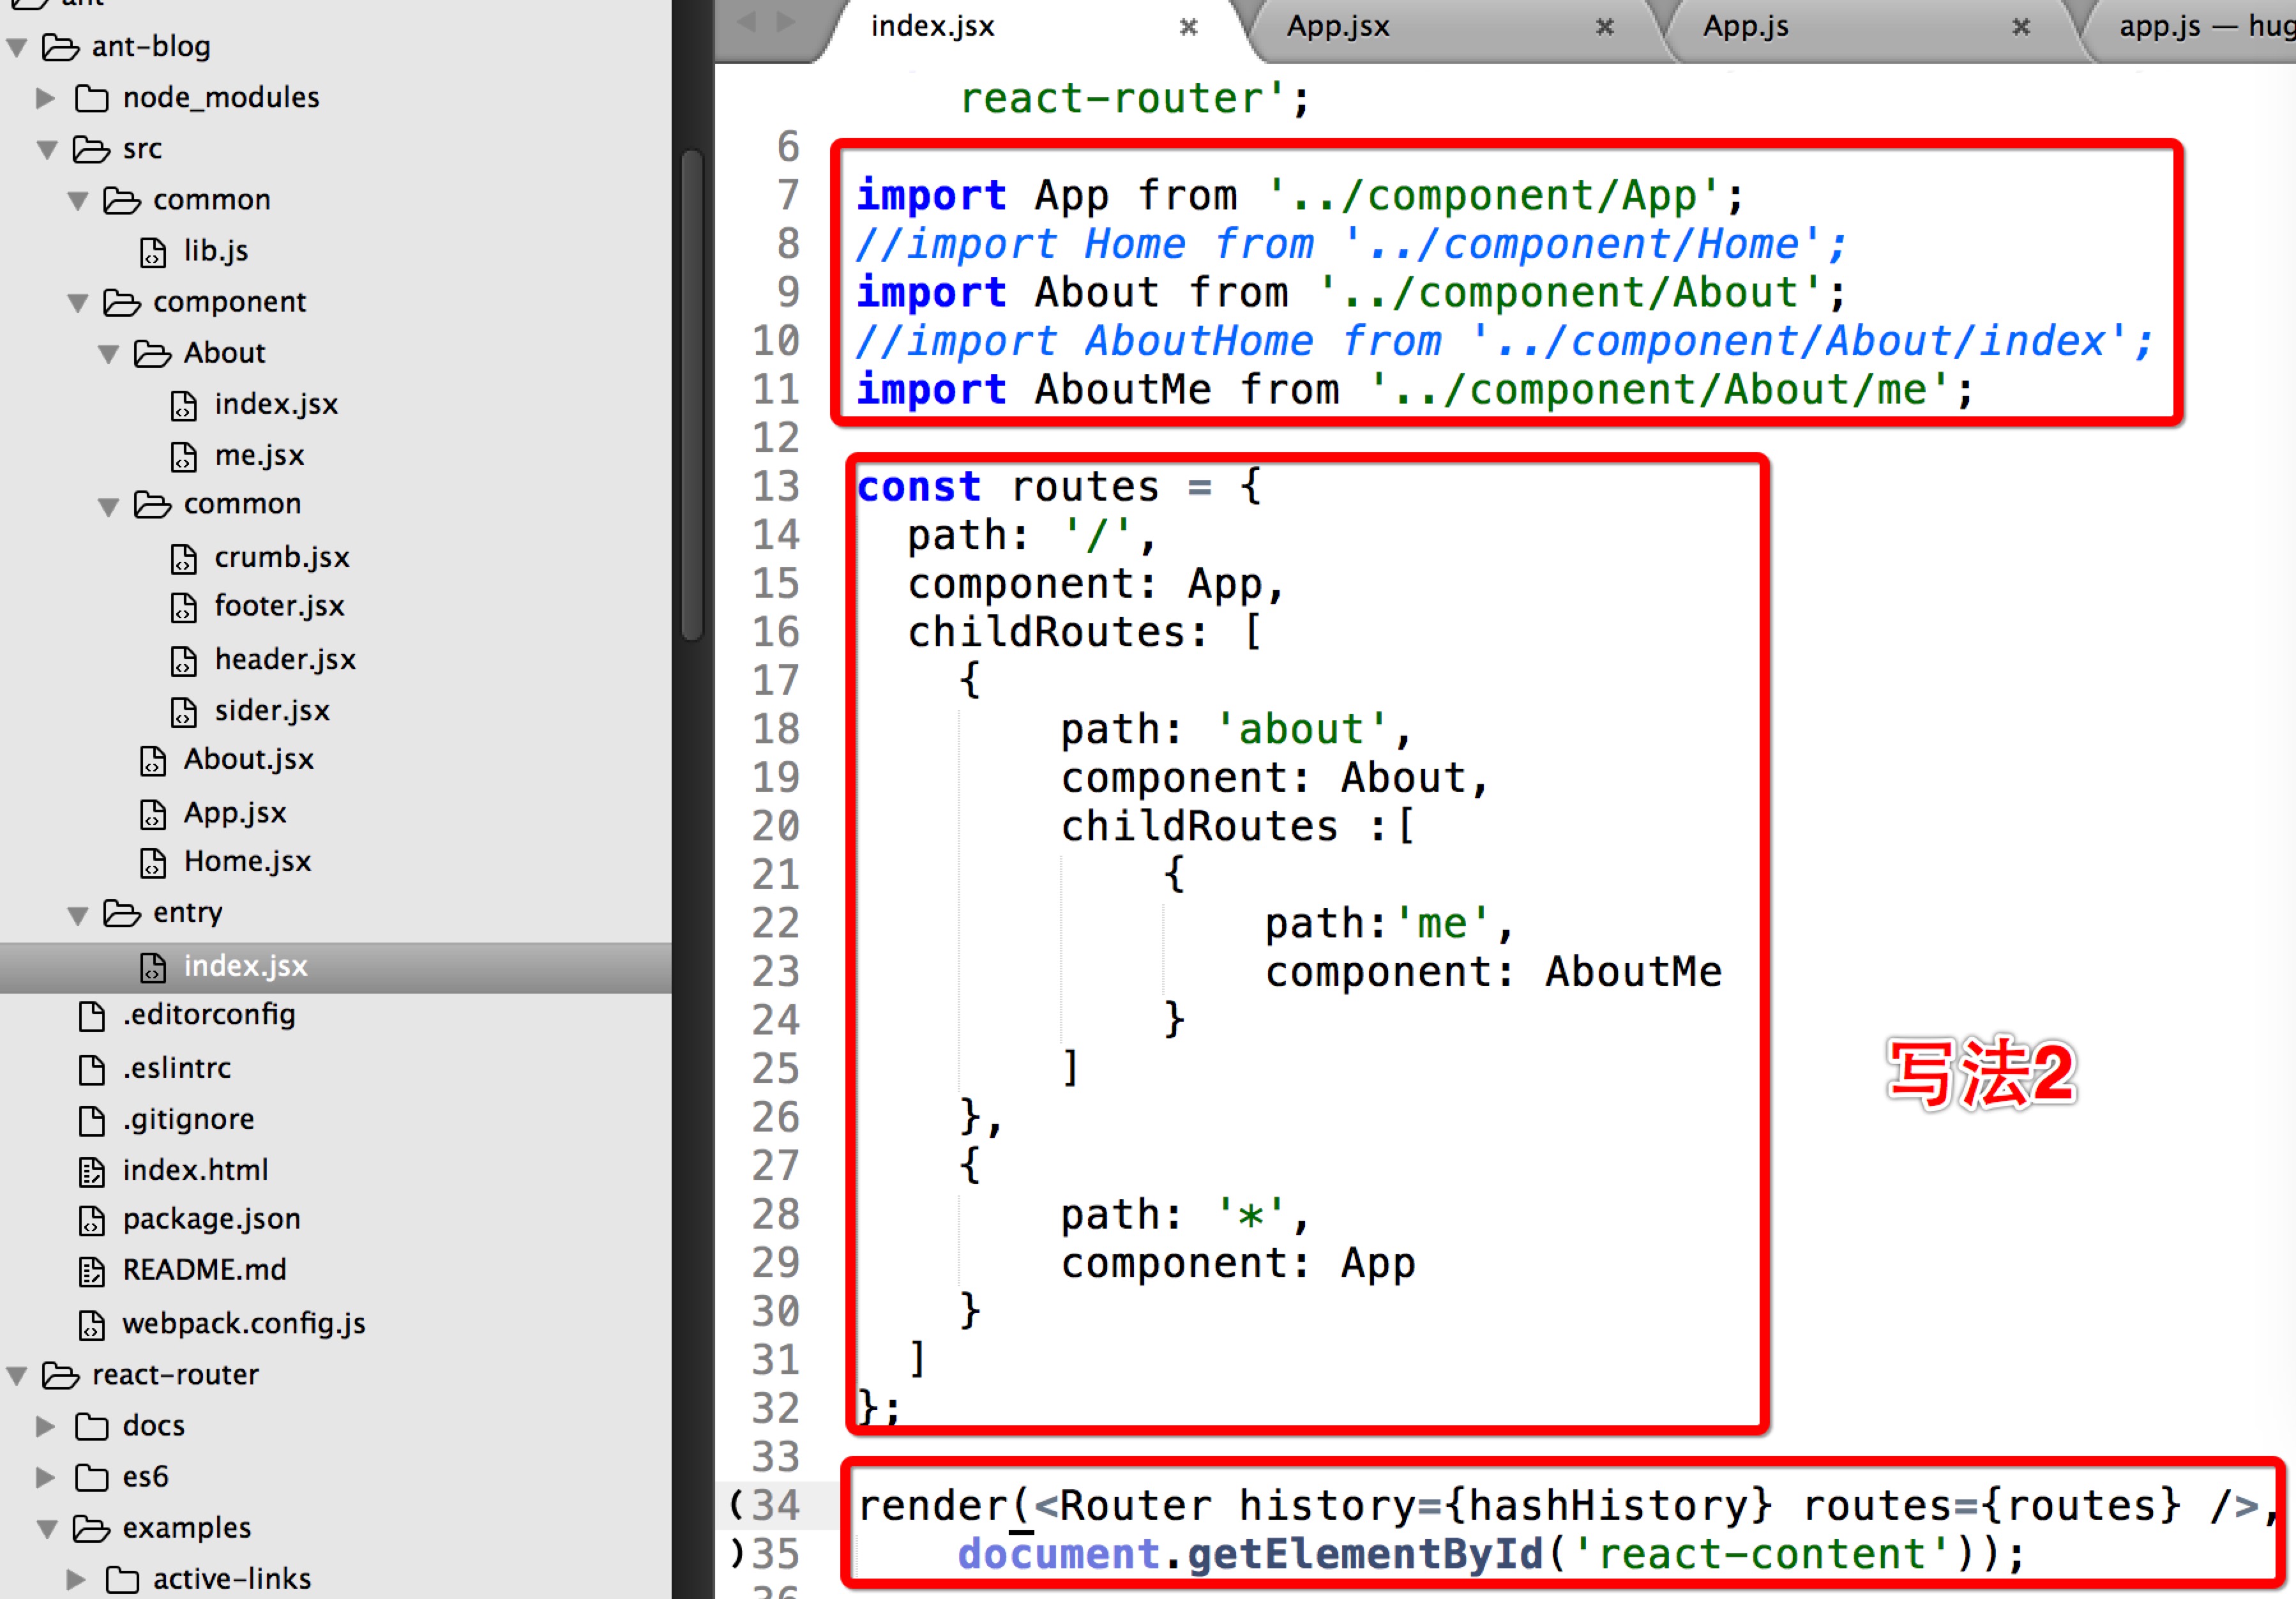 ant
ant-blog
node_modules
src
common
lib.js
component
About
index.jsx
me.jsx
common
crumb.jsx
footer.jsx
header.jsx
sider.jsx
About.jsx
App.jsx
Home.jsx
entry
index.jsx
.editorconfig
.eslintrc
.gitignore
index.html
package.json
README.md
webpack.config.js
react-router
docs
es6
examples
active-links
index.jsx
App.jsx
App.js
app.js — hug
react-router';
6
7 import App from '../component/App';
8 //import Home from '../component/Home';
9 import About from '../component/About';
10 //import AboutHome from '../component/About/index';
11 import AboutMe from '../component/About/me';
12
13 const routes = {
14 path: '/',
15 component: App,
16 childRoutes: [
17 {
18 path: 'about',
19 component: About,
20 childRoutes :[
21 {
22 path:'me',
23 component: AboutMe
24 }
25 ]
26 },
27 {
28 path: '*',
29 component: App
30 }
31 ]
32 };
33
(34 render(<Router history={hashHistory} routes={routes} />,
)35 document.getElementById('react-content'));
36
写法2